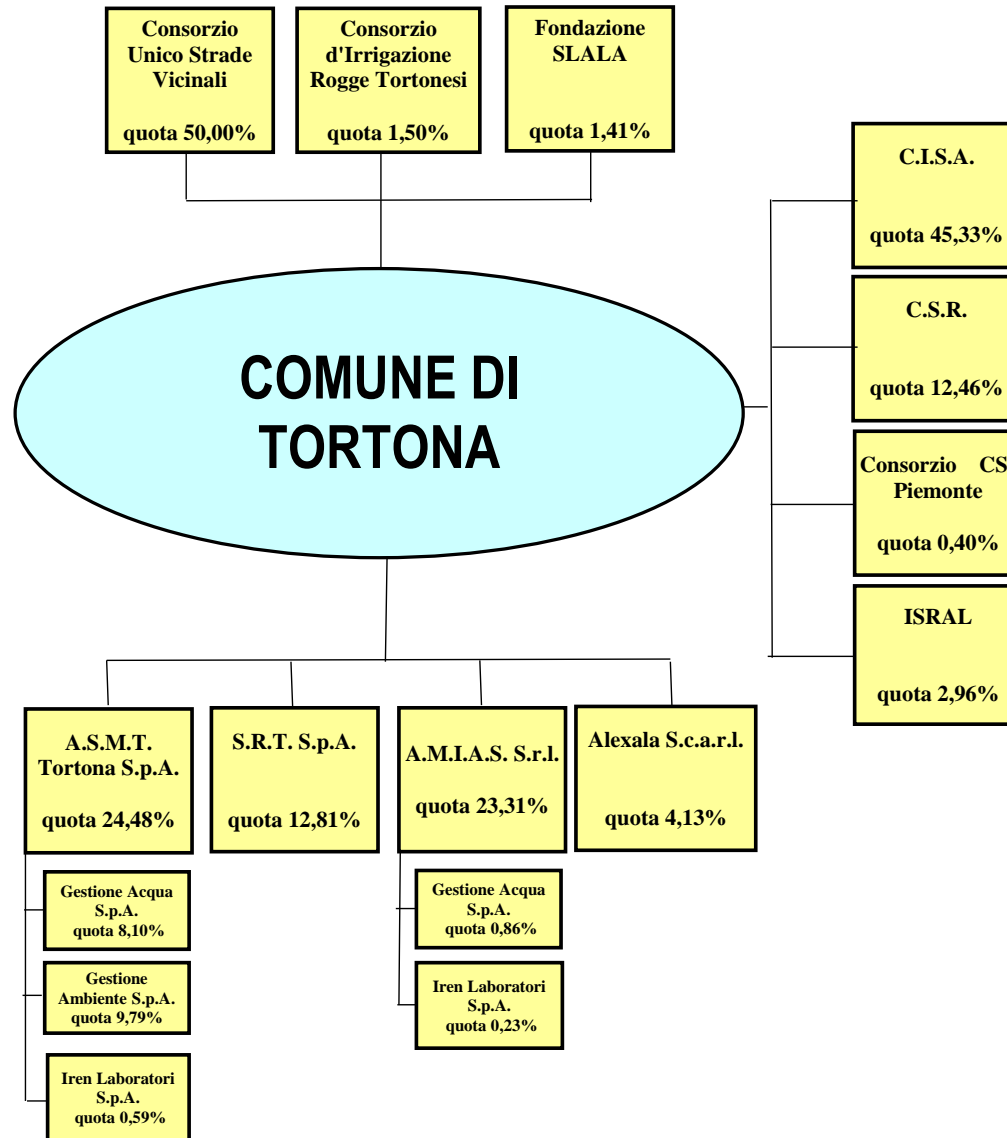 Consorzio
Unico Strade
Vicinali
quota 50,00%
Consorzio
d'Irrigazione
Rogge Tortonesi
quota 1,50%
Fondazione
SLALA
quota 1,41%
C.I.S.A.
quota 45,33%
C.S.R.
quota 12,46%
Consorzio CS
Piemonte
quota 0,40%
ISRAL
quota 2,96%
COMUNE DI
TORTONA
A.S.M.T.
Tortona S.p.A.
quota 24,48%
S.R.T. S.p.A.
quota 12,81%
A.M.I.A.S. S.r.l.
quota 23,31%
Alexala S.c.a.r.l.
quota 4,13%
Gestione Acqua
S.p.A.
quota 8,10%
Gestione
Ambiente S.p.A.
quota 9,79%
Iren Laboratori
S.p.A.
quota 0,59%
Gestione Acqua
S.p.A.
quota 0,86%
Iren Laboratori
S.p.A.
quota 0,23%